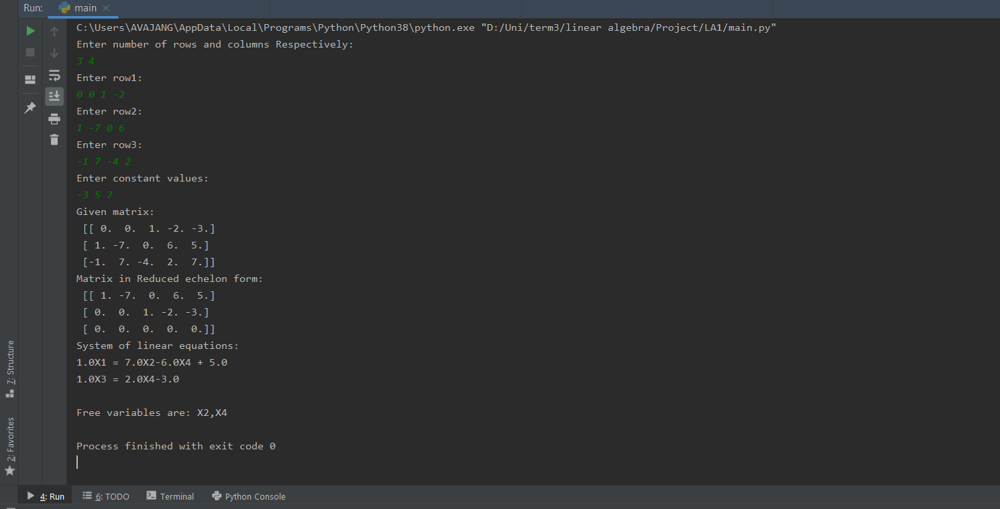 Run: main
C:\Users\AVAJANG\AppData\Local\Programs\Python\Python38\python.exe "D:/Uni/term3/linear algebra/Project/LA1/main.py"
Enter number of rows and columns Respectively:
3 4
Enter row1:
0 0 1 -2
Enter row2:
1 -7 0 6
Enter row3:
-1 7 -4 2
Enter constant values:
-3 5 7
Given matrix:
[[ 0.  0.  1. -2. -3.]
[ 1. -7.  0.  6.  5.]
[-1.  7. -4.  2.  7.]]
Matrix in Reduced echelon form:
[[ 1. -7.  0.  6.  5.]
[ 0.  0.  1. -2. -3.]
[ 0.  0.  0.  0.  0.]]
System of linear equations:
1.0X1 = 7.0X2-6.0X4 + 5.0
1.0X3 = 2.0X4-3.0
Free variables are: X2,X4
Process finished with exit code 0
7: Structure
2: Favorites
4: Run 6: TODO Terminal Python Console